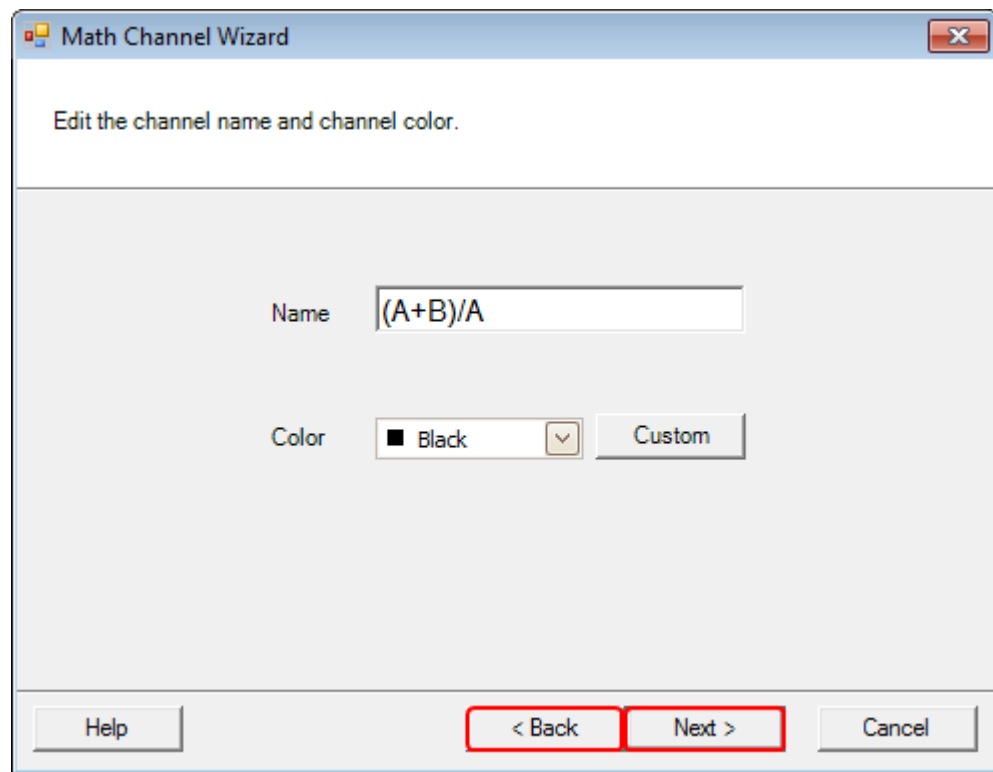 Math Channel Wizard
Edit the channel name and channel color.
Name (A+B)/A
Color Black Custom
Help < Back Next > Cancel